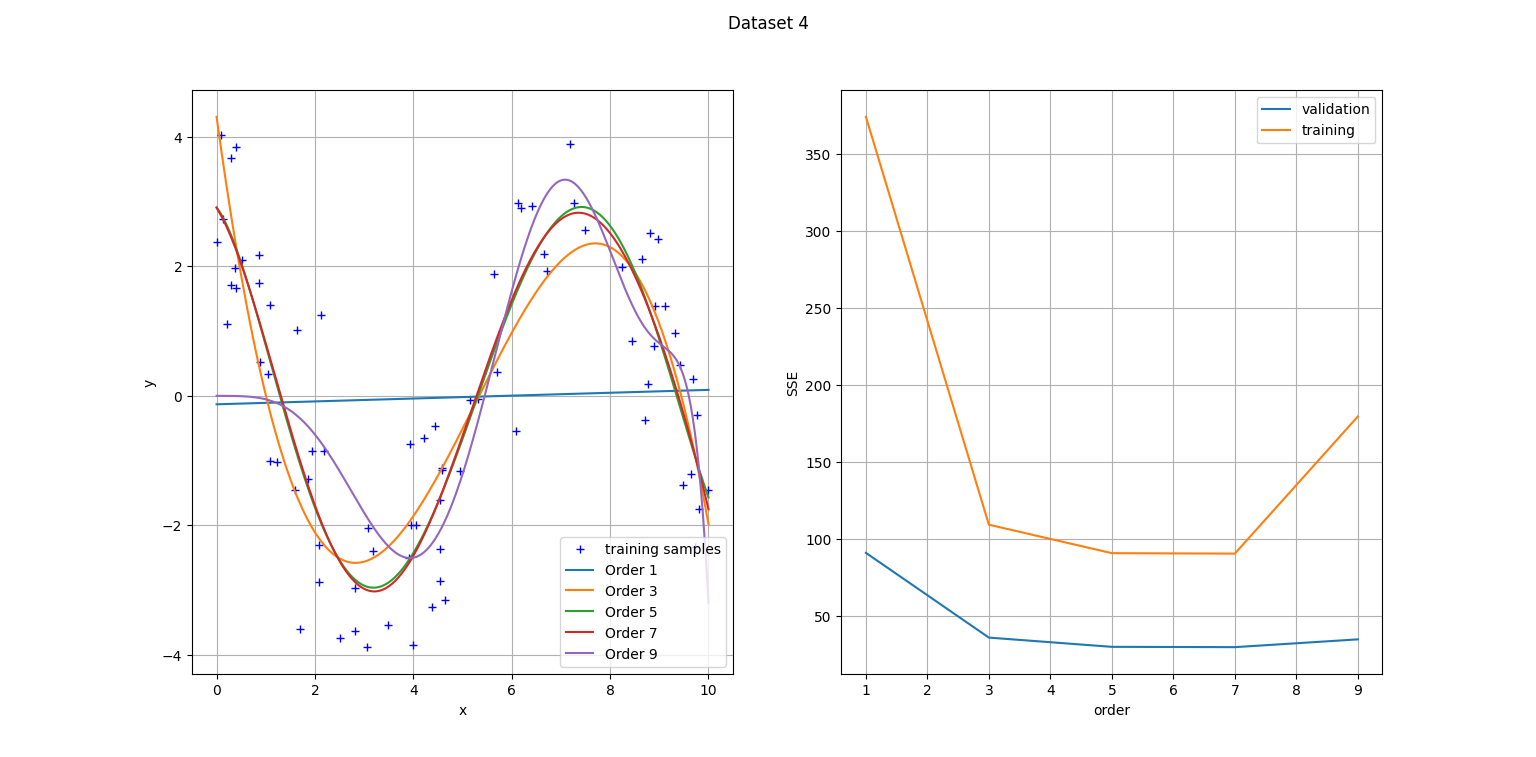 Dataset 4
4
2
0
−2
−4
y
0
2
4
6
8
10
x
training samples
Order 1
Order 3
Order 5
Order 7
Order 9
350
300
250
200
150
100
50
SSE
1
2
3
4
5
6
7
8
9
order
validation
training